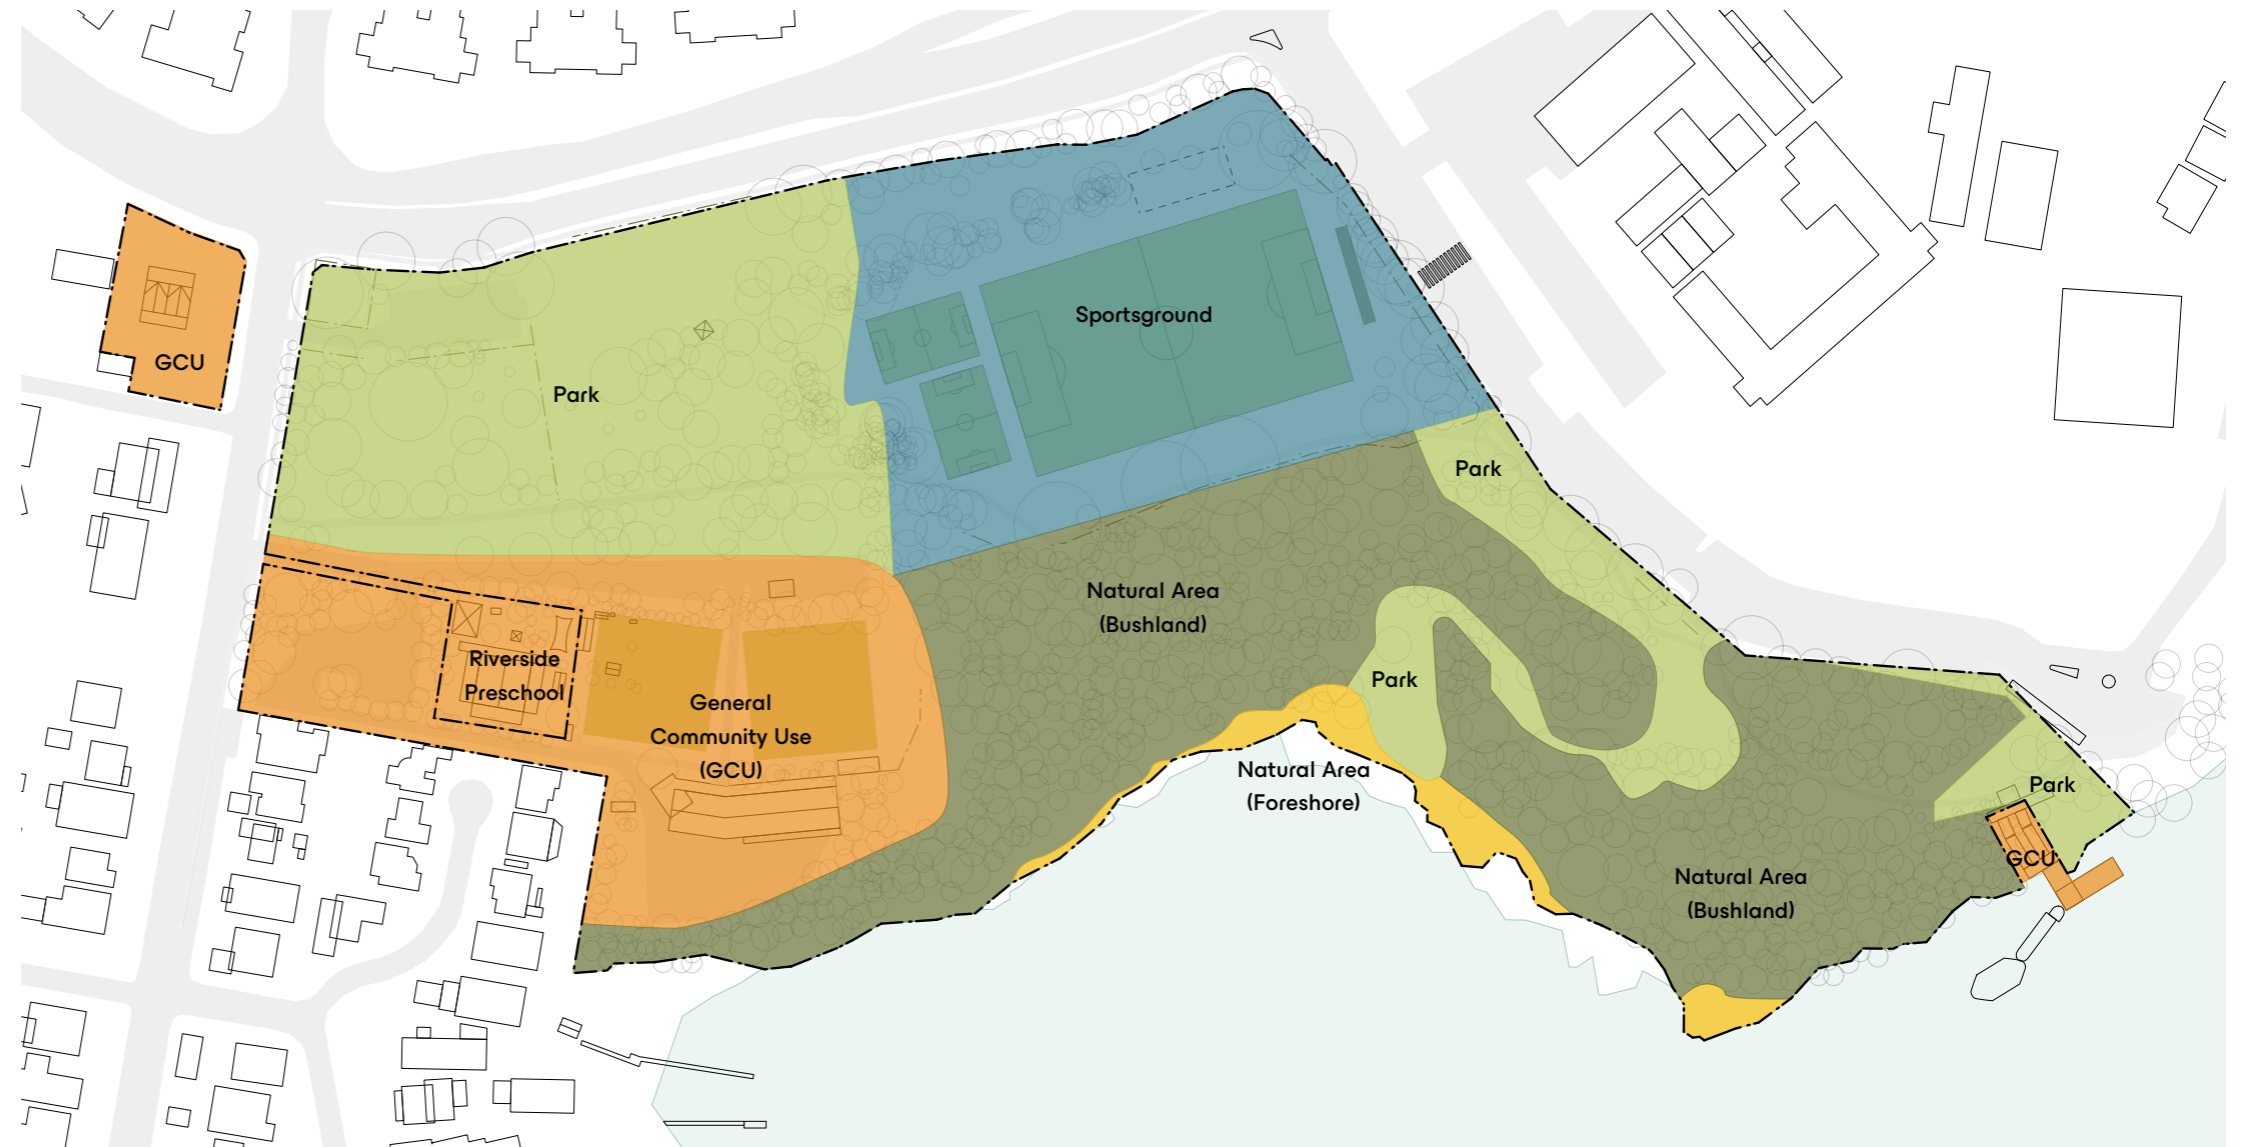 Sportsground
GCU
Park
Park
Natural Area
(Bushland)
Riverside
Preschool
Park
General
Community Use
(GCU)
Natural Area
(Foreshore)
Park
GCU
Natural Area
(Bushland)